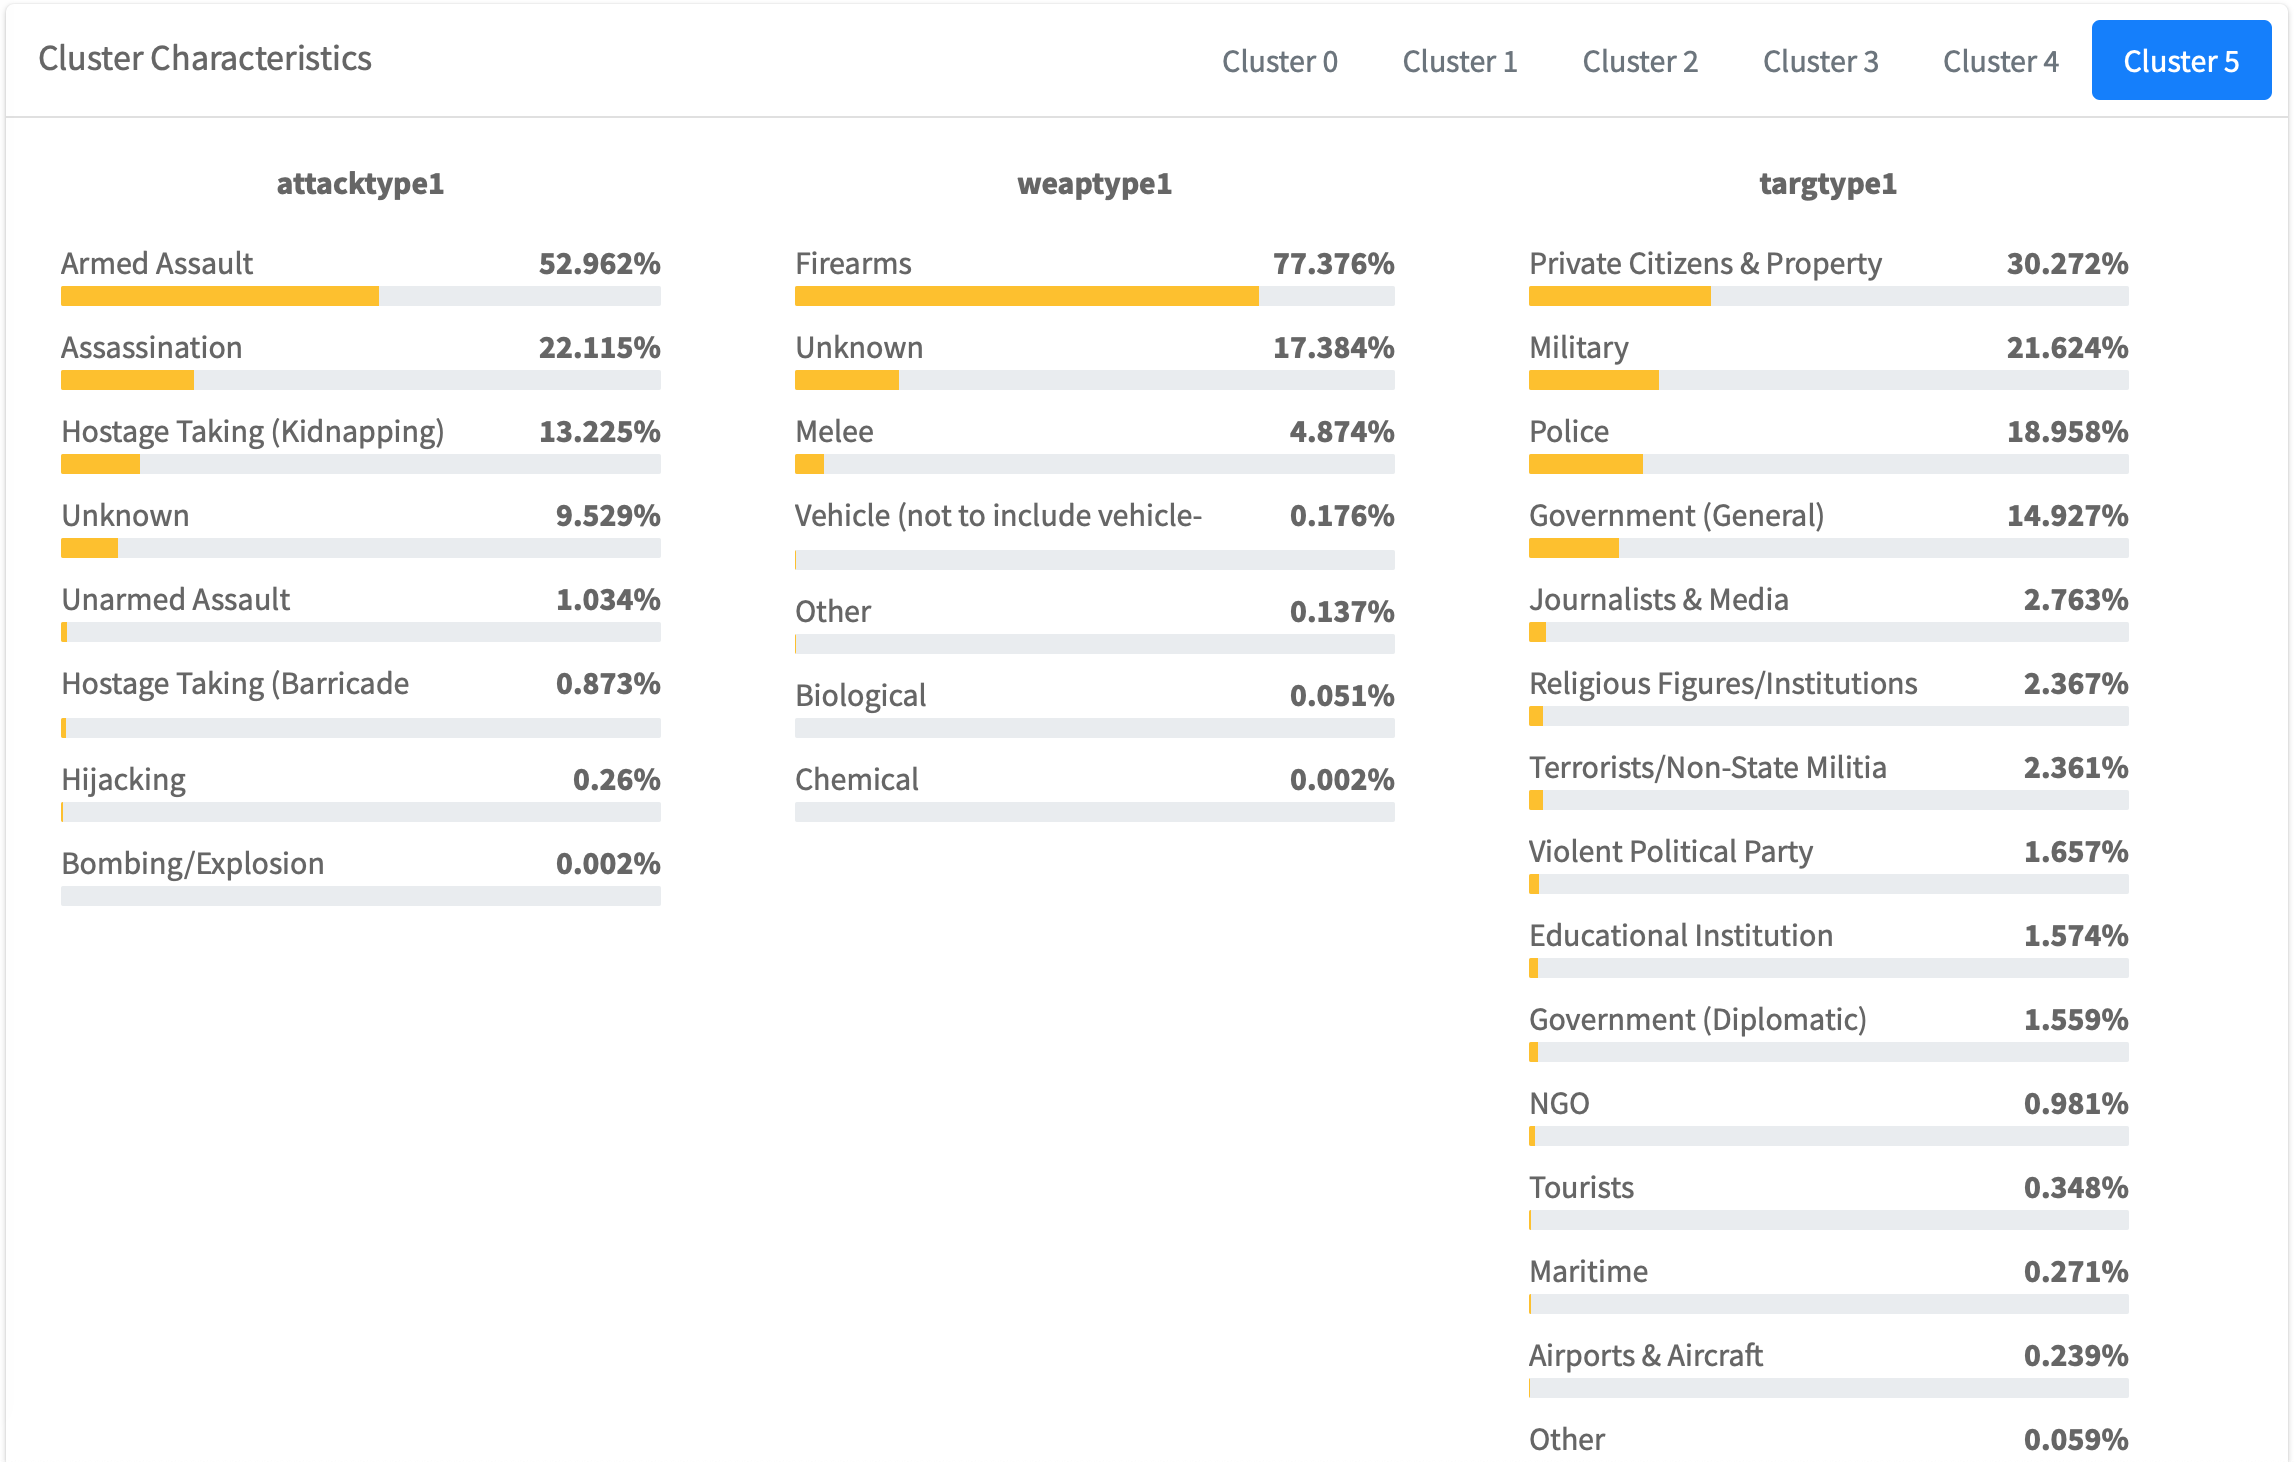 Cluster Characteristics
Cluster 0
Cluster 1
Cluster 2
Cluster 3
Cluster 4
Cluster 5
attacktype1
Armed Assault 52.962%
Assassination 22.115%
Hostage Taking (Kidnapping) 13.225%
Unknown 9.529%
Unarmed Assault 1.034%
Hostage Taking (Barricade 0.873%
Hijacking 0.26%
Bombing/Explosion 0.002%
weaptype1
Firearms 77.376%
Unknown 17.384%
Melee 4.874%
Vehicle (not to include vehicle- 0.176%
Other 0.137%
Biological 0.051%
Chemical 0.002%
targtype1
Private Citizens & Property 30.272%
Military 21.624%
Police 18.958%
Government (General) 14.927%
Journalists & Media 2.763%
Religious Figures/Institutions 2.367%
Terrorists/Non-State Militia 2.361%
Violent Political Party 1.657%
Educational Institution 1.574%
Government (Diplomatic) 1.559%
NGO 0.981%
Tourists 0.348%
Maritime 0.271%
Airports & Aircraft 0.239%
Other 0.059%